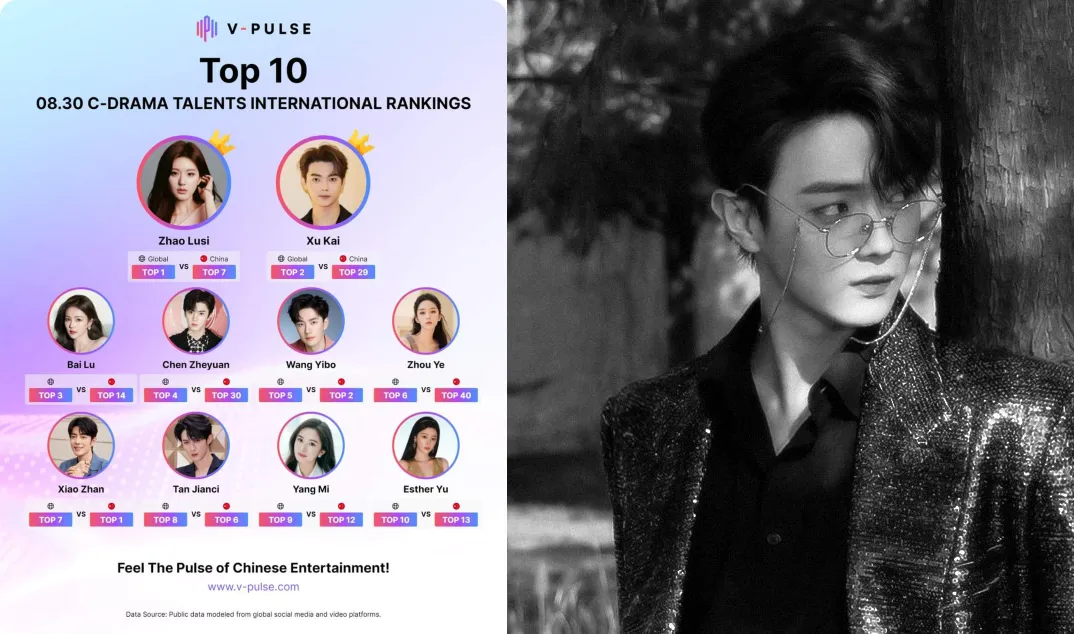 V-PULSE
Top 10
08.30 C-DRAMA TALENTS INTERNATIONAL RANKINGS
Zhao Lusi
Global
VS
China
TOP 1
TOP 7
Xu Kai
Global
VS
China
TOP 2
TOP 29
Bai Lu
TOP 3 VS TOP 14
Chen Zheyuan
TOP 4 VS TOP 30
Wang Yibo
TOP 5 VS TOP 2
Zhou Ye
TOP 6 VS TOP 40
Xiao Zhan
TOP 7 VS TOP 1
Tan Jianci
TOP 8 VS TOP 6
Yang Mi
TOP 9 VS TOP 12
Esther Yu
TOP 10 VS TOP 13
Feel The Pulse of Chinese Entertainment!
www.v-pulse.com
Data Source: Public data modeled from global social media and video platforms.